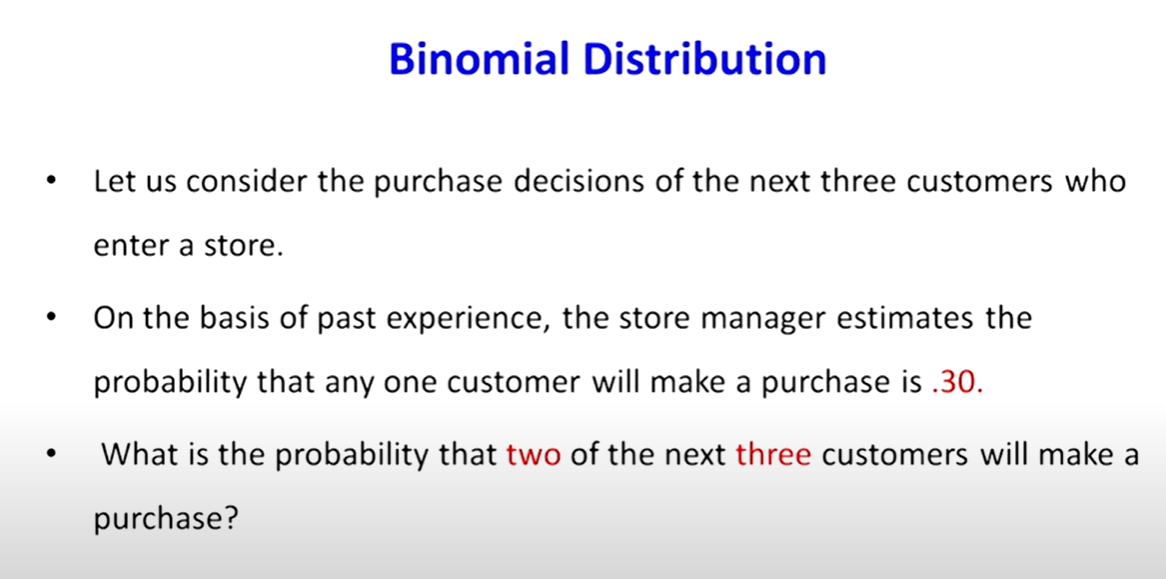 Binomial Distribution
• Let us consider the purchase decisions of the next three customers who
enter a store.
• On the basis of past experience, the store manager estimates the
probability that any one customer will make a purchase is .30.
• What is the probability that two of the next three customers will make a
purchase?